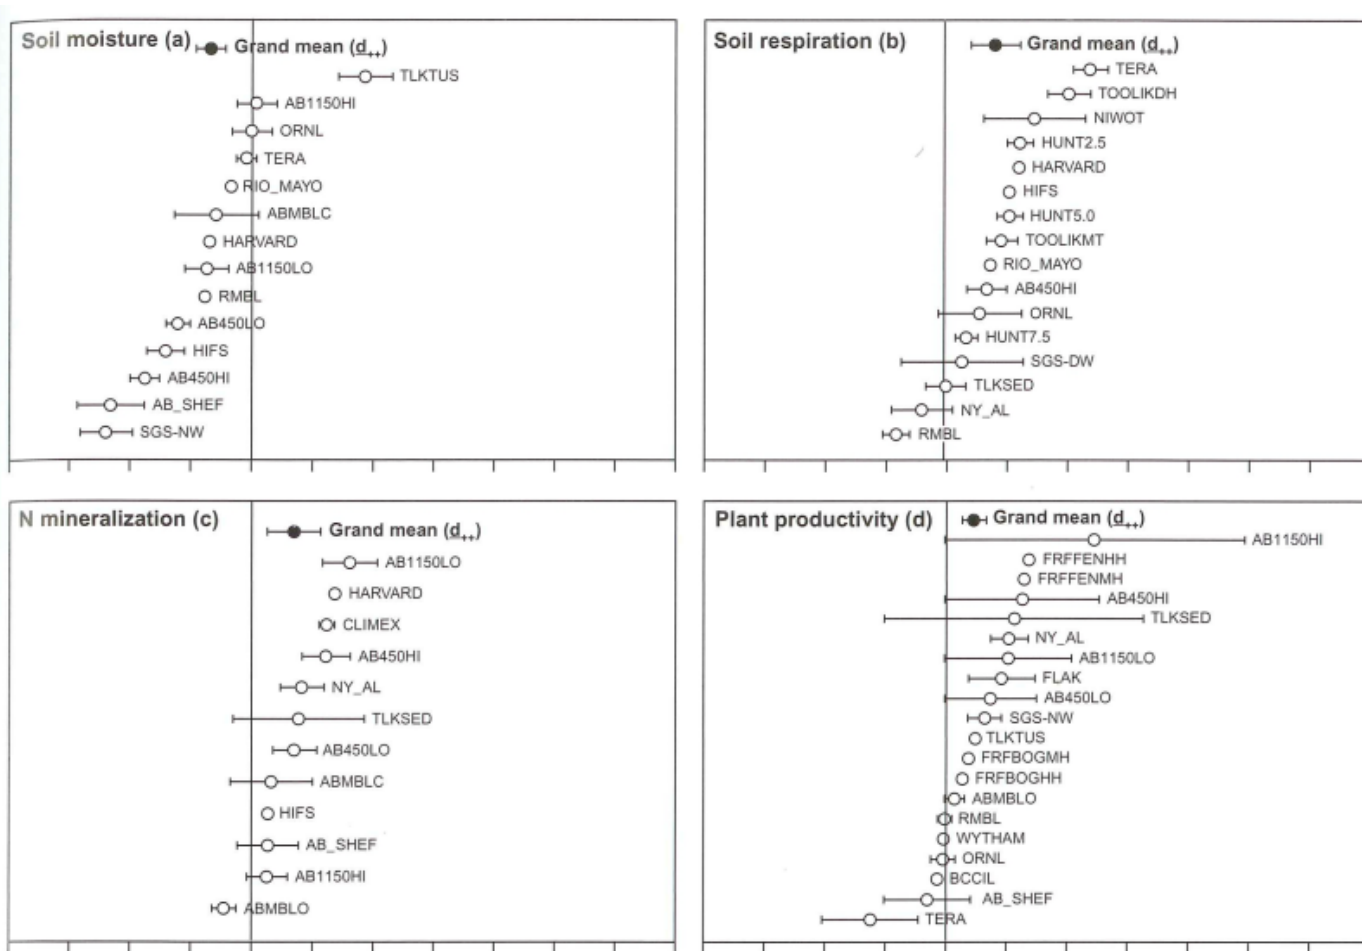 Soil moisture (a)
Grand mean (d++)
TLKTUS
AB1150HI
ORNL
TERA
RIO_MAYO
ABMBLC
HARVARD
AB1150LO
RMBL
AB450LO
HIFS
AB450HI
AB_SHEF
SGS-NW
Soil respiration (b)
Grand mean (d++)
TERA
TOOLIKDH
NIWOT
HUNT2.5
HARVARD
HIFS
HUNT5.0
TOOLIKMT
RIO_MAYO
AB450HI
ORNL
HUNT7.5
SGS-DW
TLKSED
NY_AL
RMBL
N mineralization (c)
Grand mean (d++)
AB1150LO
HARVARD
CLIMEX
AB450HI
NY_AL
TLKSED
AB450LO
ABMBLC
HIFS
AB_SHEF
AB1150HI
ABMBLO
Plant productivity (d)
Grand mean (d++)
AB1150HI
FRFFENHH
FRFFENMH
AB450HI
TLKSED
NY_AL
AB1150LO
FLAK
AB450LO
SGS-NW
TLKTUS
FRFBOGMH
FRFBOGHH
ABMBLO
RMBL
WYTHAM
ORNL
BCCIL
AB_SHEF
TERA